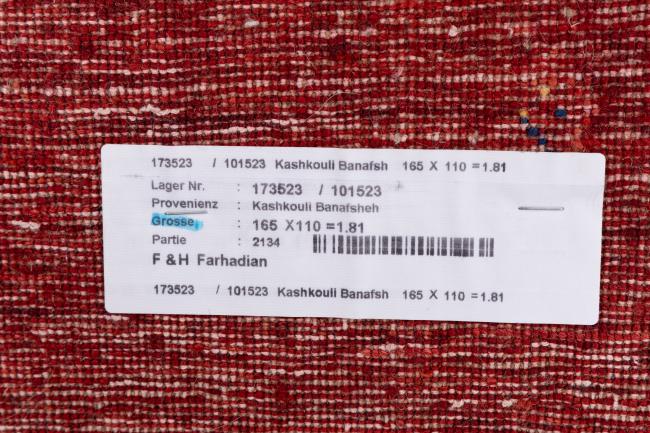 173523 / 101523 Kashkouli Banafsh 165 X 110 =1.81
Lager Nr. : 173523 / 101523
Provenienz : Kashkouli Banafsheh
Grosse : 165 X110 =1.81
Partie : 2134
F & H Farhadian
173523 / 101523 Kashkouli Banafsh 165 X 110 =1.81